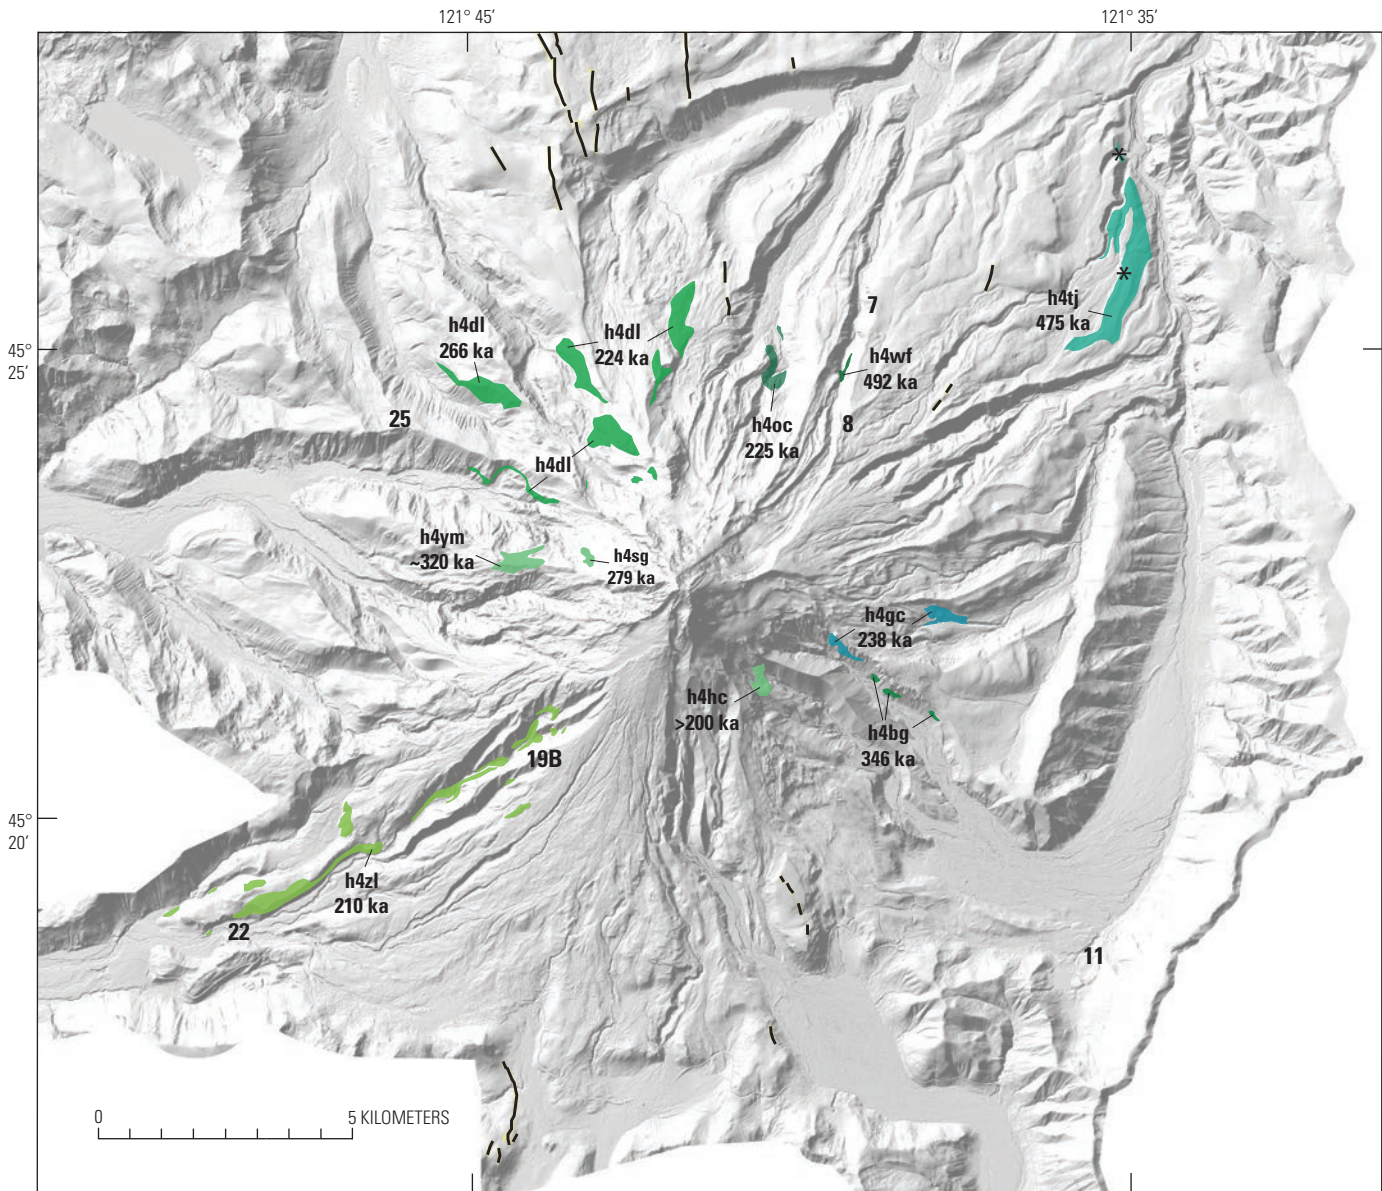 121° 45′
121° 35′
7
h4tj
475 ka
h4dl
266 ka
h4dl
224 ka
45°
25′
h4wf
492 ka
25
8
h4oc
225 ka
h4dl
h4ym
~320 ka
h4sg
279 ka
h4gc
238 ka
h4hc
>200 ka
h4bg
346 ka
19B
45°
20′
h4zl
210 ka
22
11
0
5 KILOMETERS
*
*